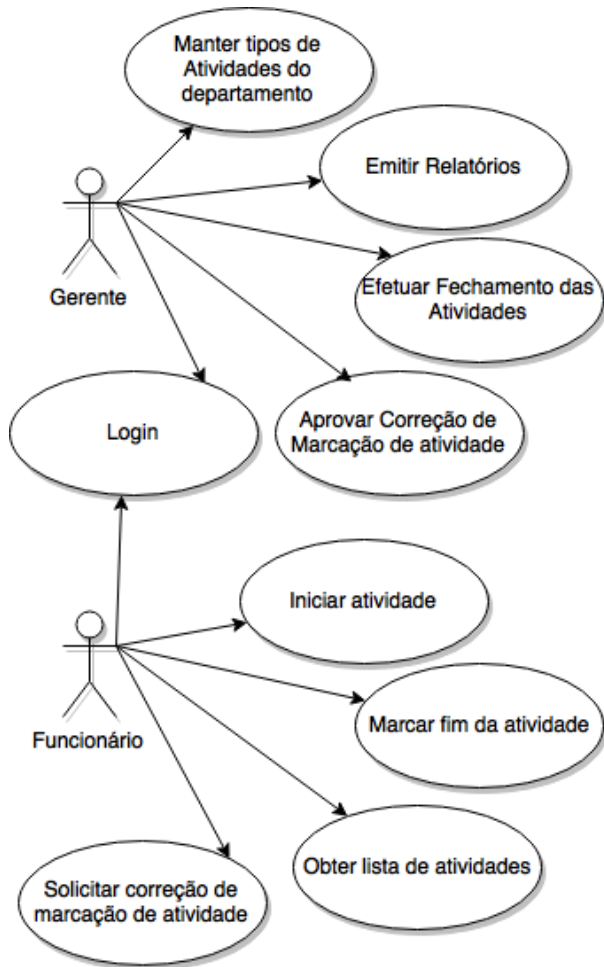 Manter tipos de
Atividades do
departamento
Emitir Relatórios
Gerente
Efetuar Fechamento das
Atividades
Login
Aprovar Correção de
Marcação de atividade
Iniciar atividade
Funcionário
Marcar fim da atividade
Obter lista de atividades
Solicitar correção de
marcação de atividade